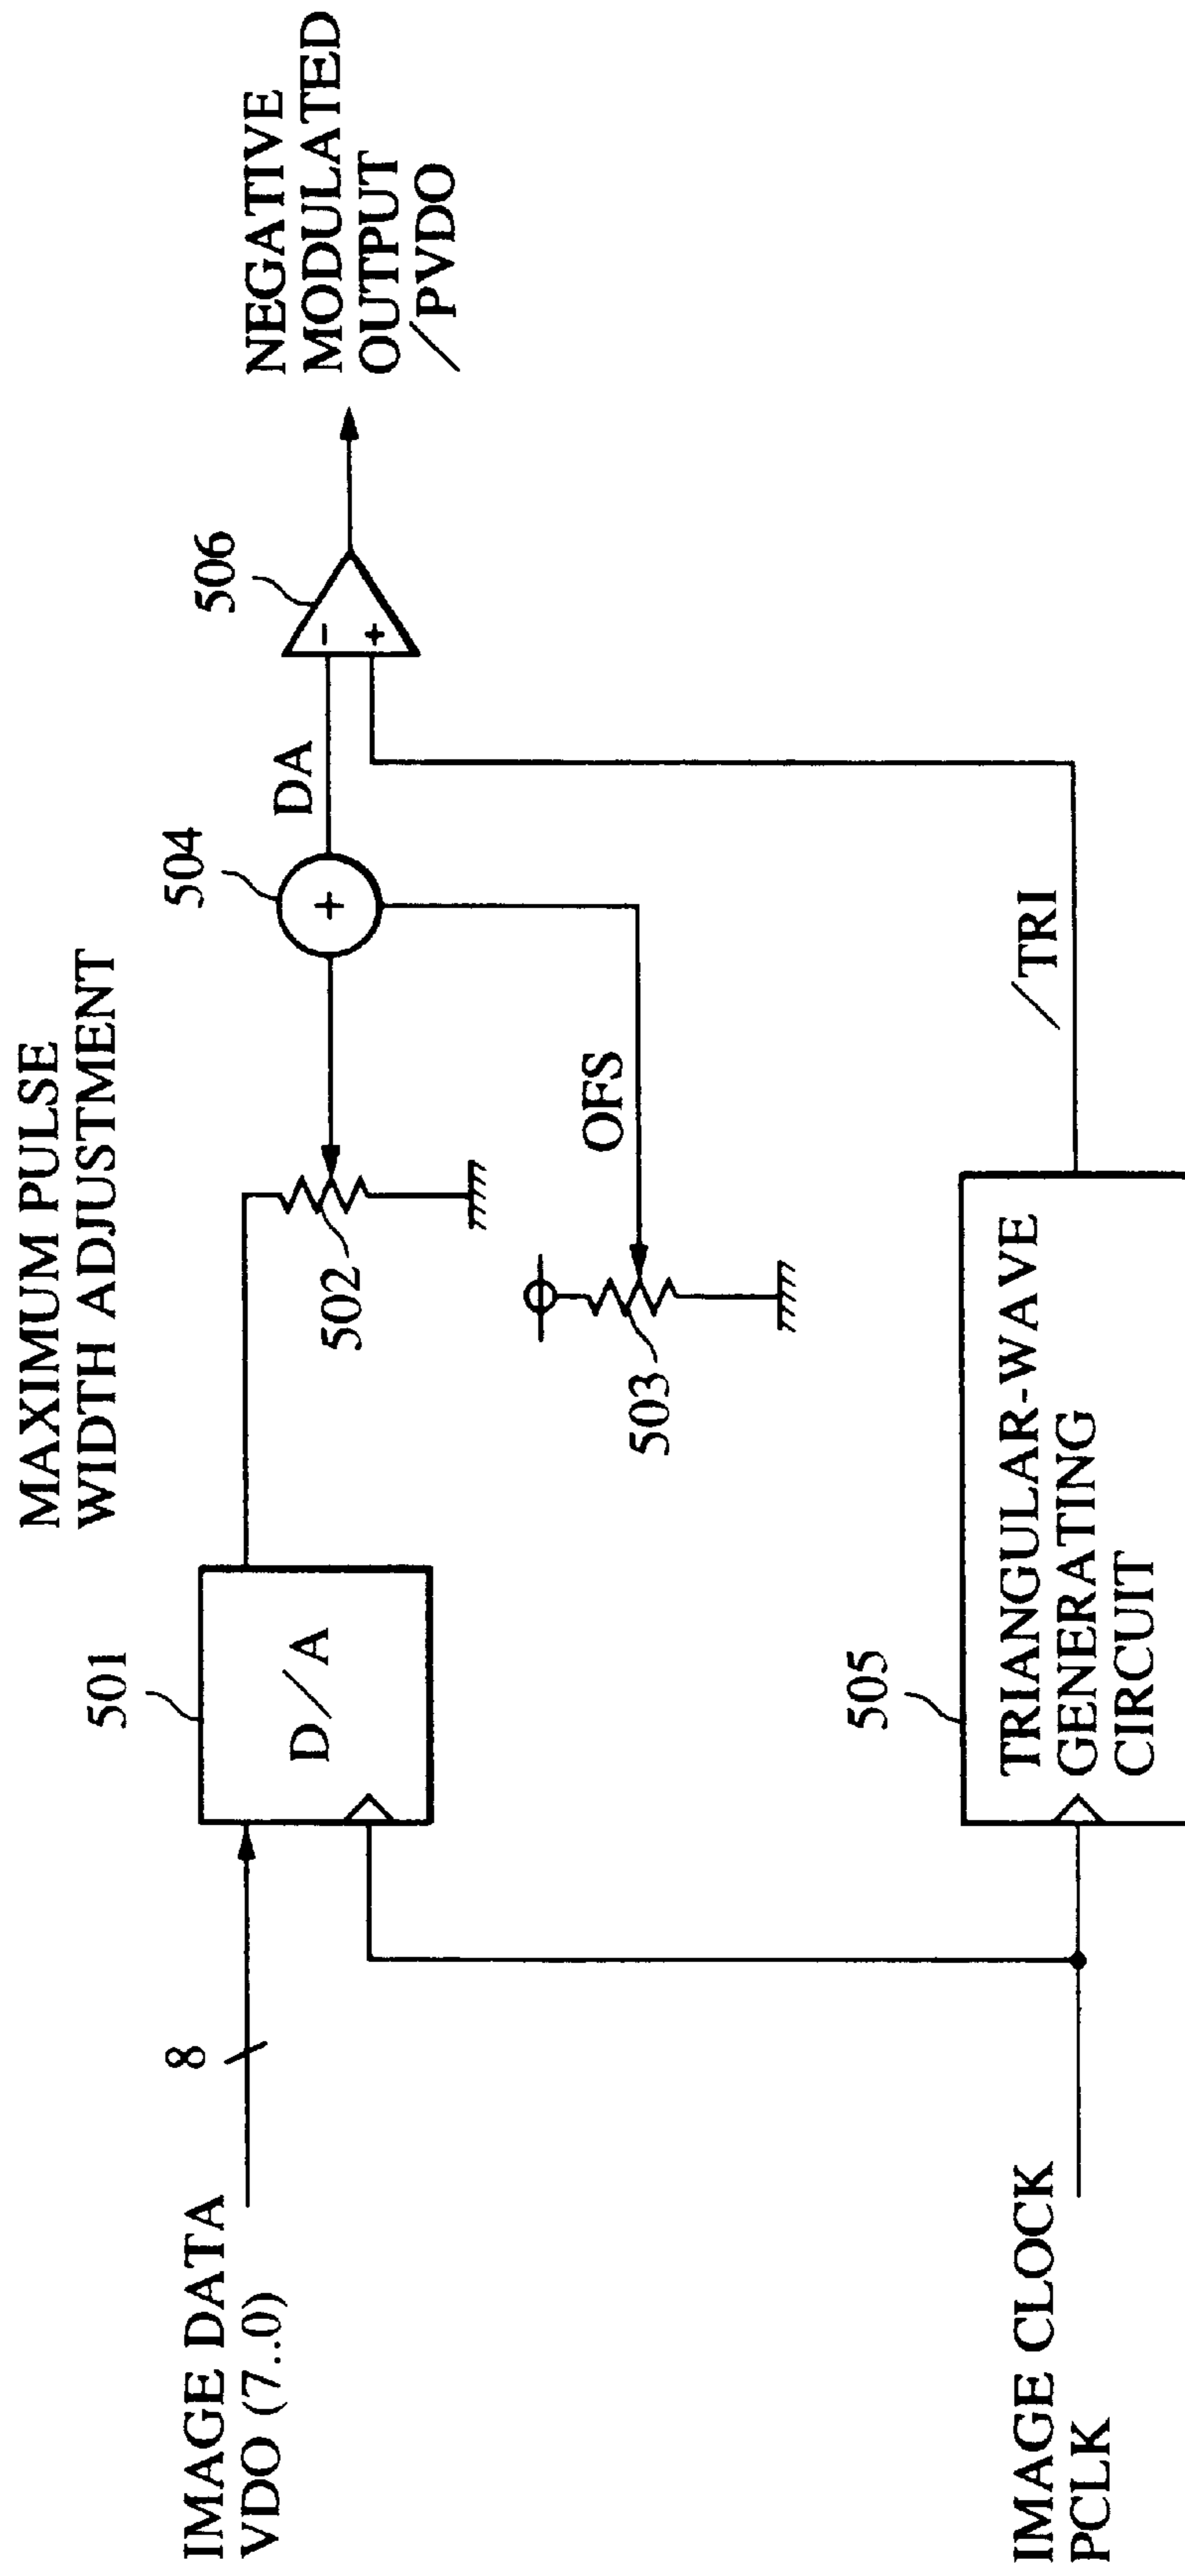 MAXIMUM PULSE
WIDTH ADJUSTMENT
IMAGE DATA
VDO (7..0)
8
501
D/A
502
503
OFS
504
+
DA
506
-
+
NEGATIVE
MODULATED
OUTPUT
/PVDO
IMAGE CLOCK
PCLK
505
TRIANGULAR-WAVE
GENERATING
CIRCUIT
/TRI